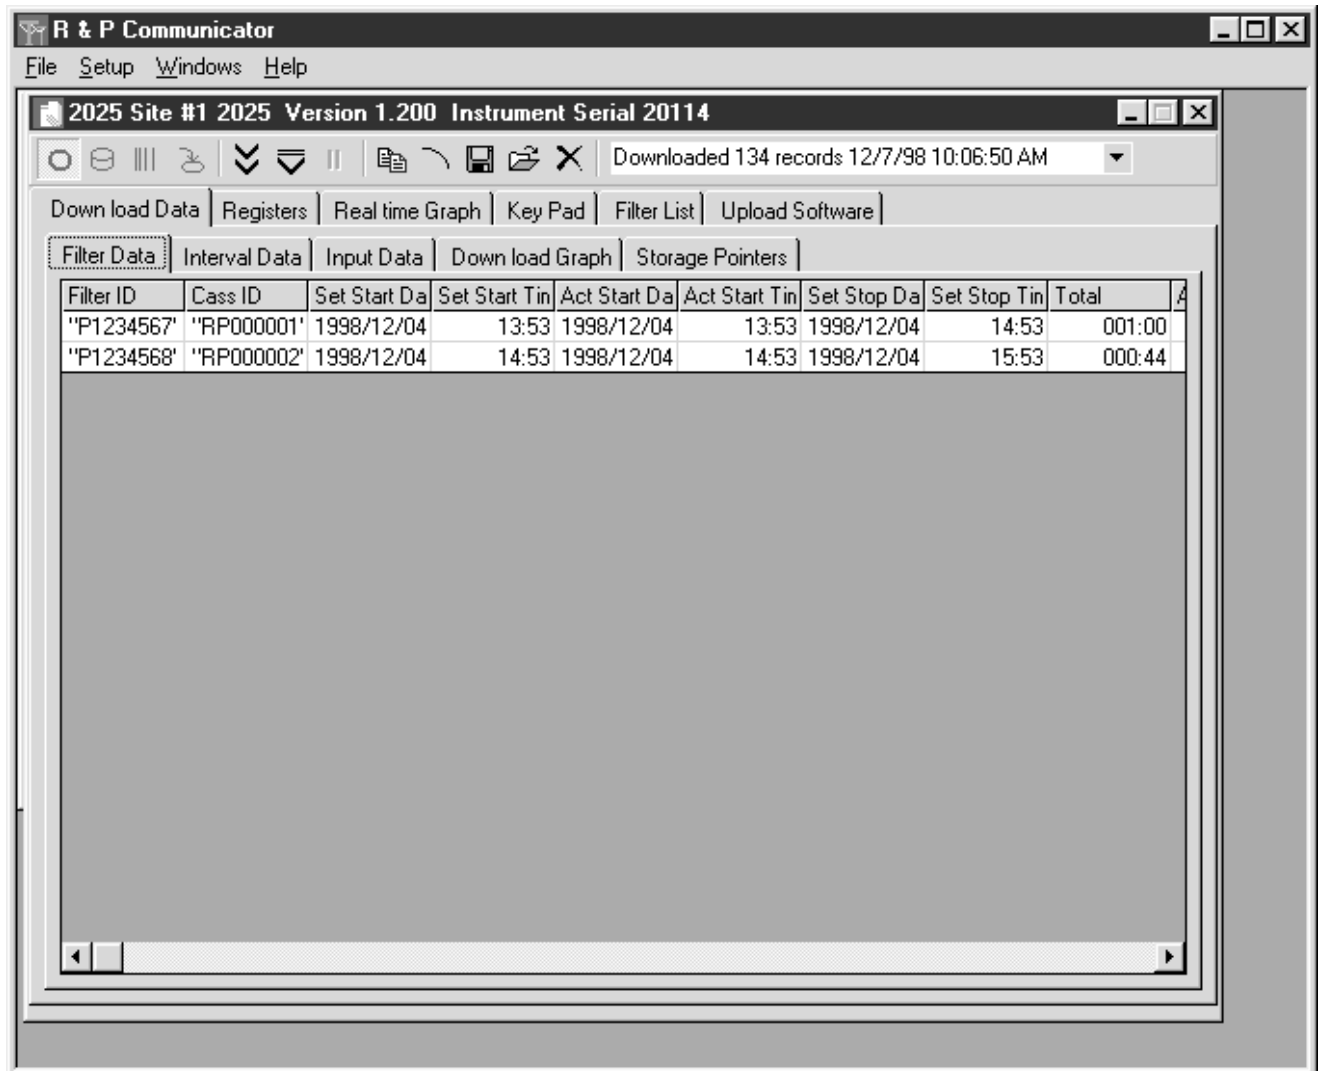 R & P Communicator
File Setup Windows Help
2025 Site #1 2025 Version 1.200 Instrument Serial 20114
Downloaded 134 records 12/7/98 10:06:50 AM
Down load Data Registers Real time Graph Key Pad Filter List Upload Software
Filter Data Interval Data Input Data Down load Graph Storage Pointers
Filter ID Cass ID Set Start Da Set Start Tin Act Start Da Act Start Tin Set Stop Da Set Stop Tin Total A
"P1234567' "RP000001' 1998/12/04 13:53 1998/12/04 13:53 1998/12/04 14:53 001:00
"P1234568' "RP000002' 1998/12/04 14:53 1998/12/04 14:53 1998/12/04 15:53 000:44